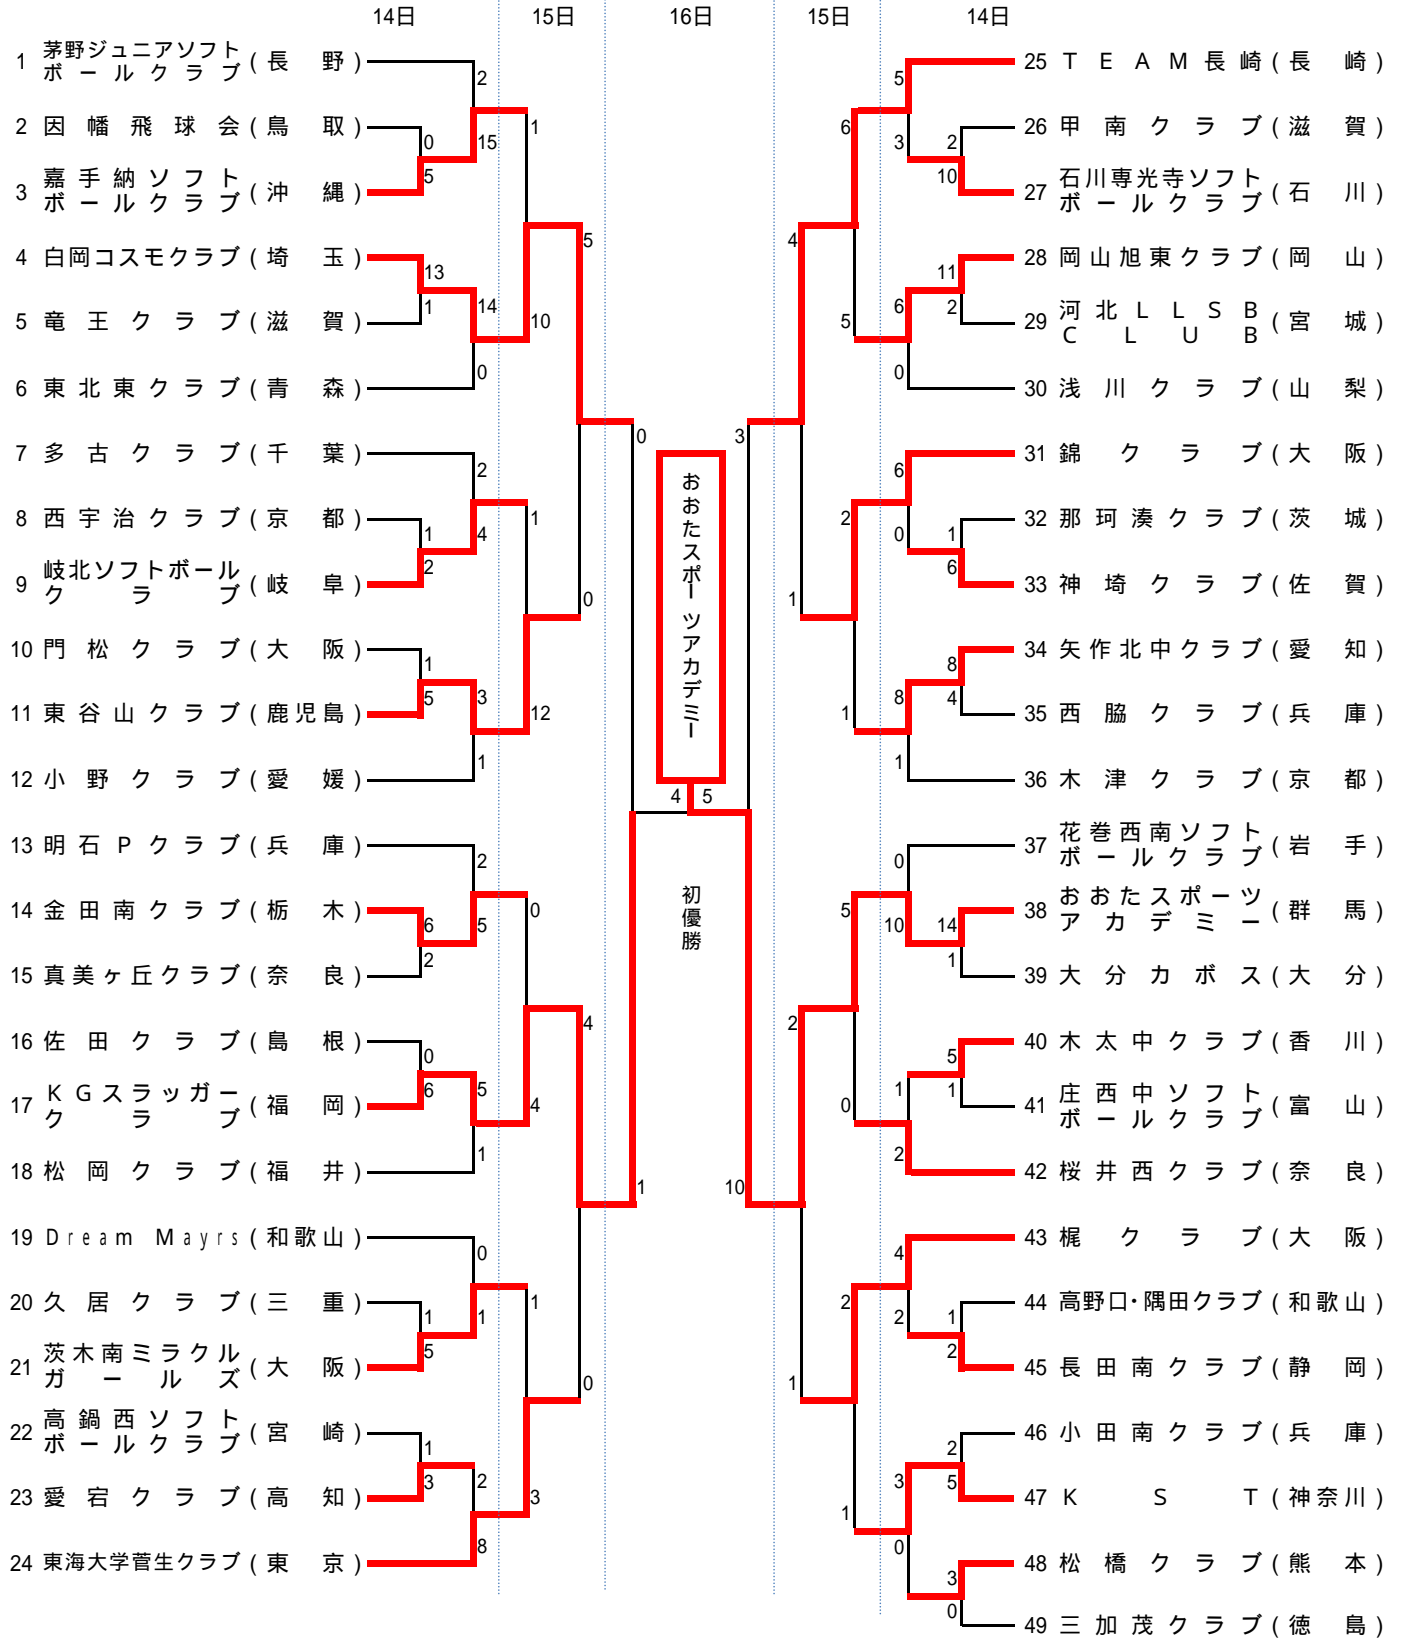 14日 15日 16日 15日 14日
1 茅野ジュニアソフトボールクラブ (長野)
2 因幡飛球会 (鳥取)
0
5
2
15
3 嘉手納ソフトボールクラブ (沖縄)
1
10
4 白岡コスモクラブ (埼玉)
13
1
14
0
5 竜王クラブ (滋賀)
6 東北東クラブ (青森)
5
0
7 多古クラブ (千葉)
2
4
8 西宇治クラブ (京都)
1
2
9 岐北ソフトボールクラブ (岐阜)
1
12
10 門松クラブ (大阪)
1
5
11 東谷山クラブ (鹿児島)
3
1
12 小野クラブ (愛媛)
0
1
13 明石Pクラブ (兵庫)
2
5
14 金田南クラブ (栃木)
6
2
15 真美ヶ丘クラブ (奈良)
0
4
16 佐田クラブ (島根)
0
6
17 KGスラッガークラブ (福岡)
5
1
18 松岡クラブ (福井)
4
0
19 Dream Mayrs (和歌山)
0
1
20 久居クラブ (三重)
1
5
21 茨木南ミラクルガールズ (大阪)
1
3
22 高鍋西ソフトボールクラブ (宮崎)
1
3
23 愛宕クラブ (高知)
2
8
24 東海大学菅生クラブ (東京)
おおたスポーツアカデミー
4 5
初優勝
25 TEAM長崎 (長崎)
5
3
26 甲南クラブ (滋賀)
2
10
27 石川専光寺ソフトボールクラブ (石川)
6
5
28 岡山旭東クラブ (岡山)
11
2
29 河北LLSB CLUB (宮城)
6
0
30 浅川クラブ (山梨)
4
1
31 錦クラブ (大阪)
6
0
32 那珂湊クラブ (茨城)
1
6
33 神埼クラブ (佐賀)
2
1
34 矢作北中クラブ (愛知)
8
4
35 西脇クラブ (兵庫)
8
1
36 木津クラブ (京都)
3
10
37 花巻西南ソフトボールクラブ (岩手)
0
10
38 おおたスポーツアカデミー (群馬)
14
1
39 大分カボス (大分)
5
0
40 木太中クラブ (香川)
5
1
41 庄西中ソフトボールクラブ (富山)
1
2
42 桜井西クラブ (奈良)
2
1
43 梶クラブ (大阪)
4
2
44 高野口・隅田クラブ (和歌山)
1
2
45 長田南クラブ (静岡)
2
1
46 小田南クラブ (兵庫)
2
5
47 KST (神奈川)
3
0
48 松橋クラブ (熊本)
3
0
49 三加茂クラブ (徳島)